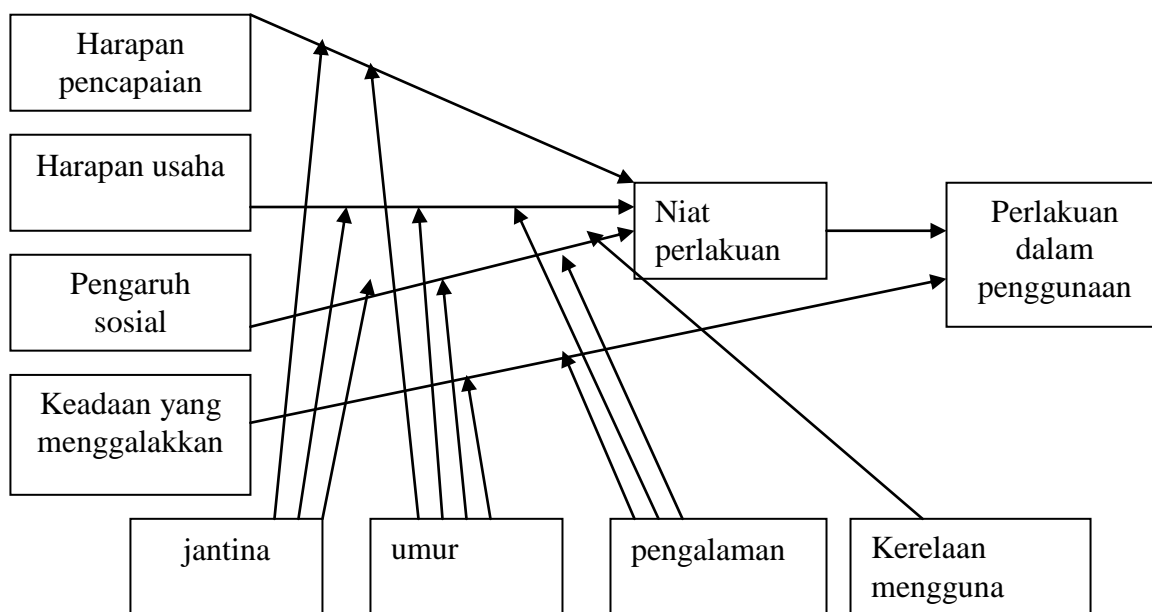 Harapan
pencapaian
Harapan usaha
Pengaruh
sosial
Keadaan yang
menggalakkan
Niat
perlakuan
Perlakuan
dalam
penggunaan
jantina
umur
pengalaman
Kerelaan
mengguna